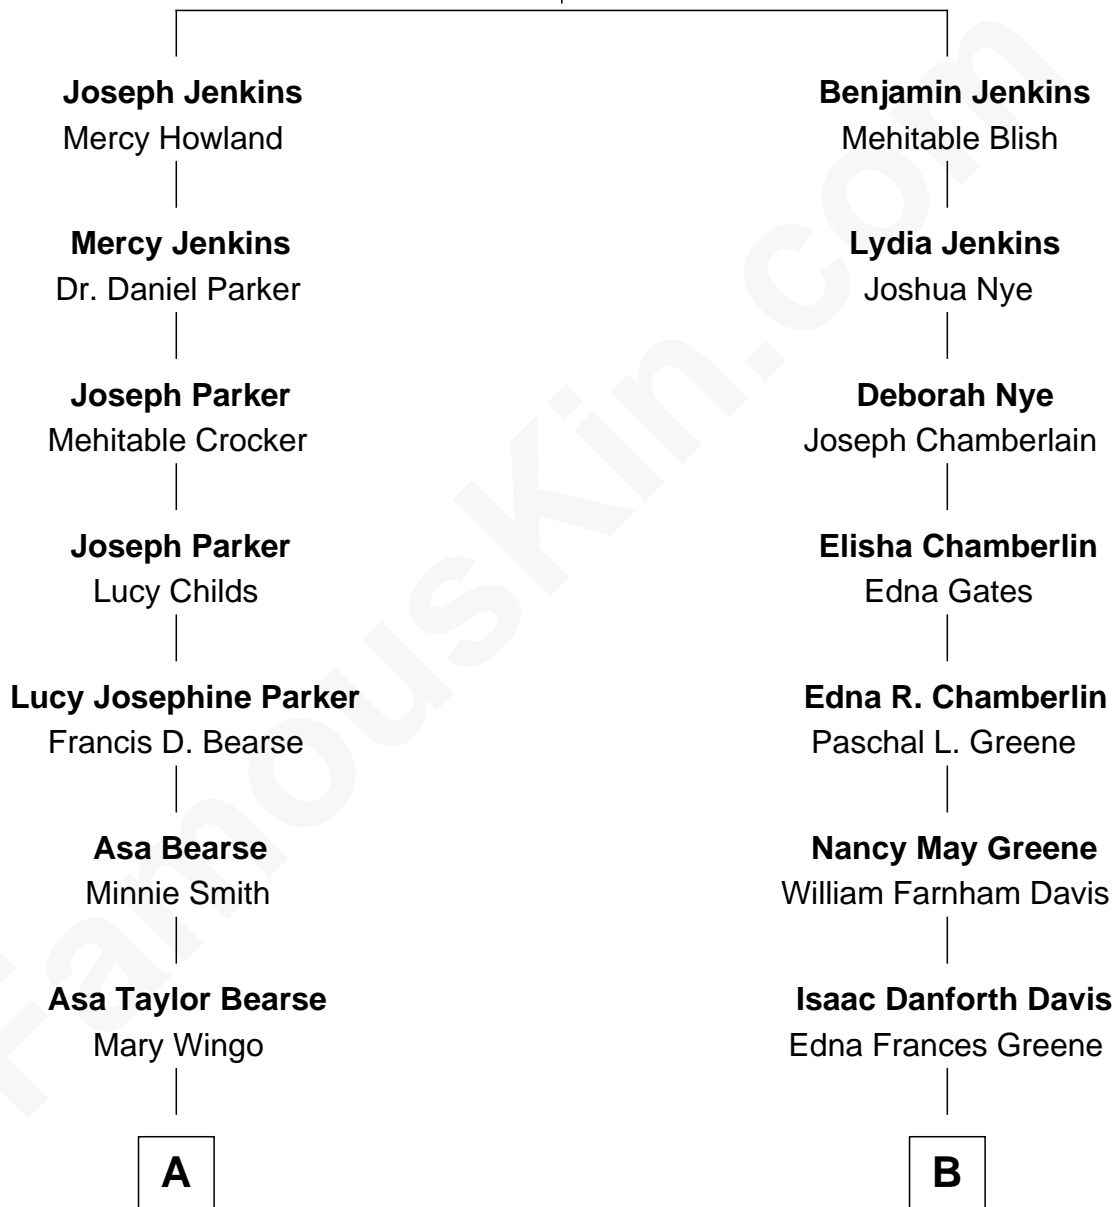 Joseph Jenkins
Mercy Howland
Benjamin Jenkins
Mehitable Blish
Mercy Jenkins
Dr. Daniel Parker
Lydia Jenkins
Joshua Nye
Joseph Parker
Mehitable Crocker
Deborah Nye
Joseph Chamberlain
Joseph Parker
Lucy Childs
Elisha Chamberlin
Edna Gates
Lucy Josephine Parker
Francis D. Bearse
Edna R. Chamberlin
Paschal L. Greene
Asa Bearse
Minnie Smith
Nancy May Greene
William Farnham Davis
Asa Taylor Bearse
Mary Wingo
Isaac Danforth Davis
Edna Frances Greene
A
B
FamousKin.com